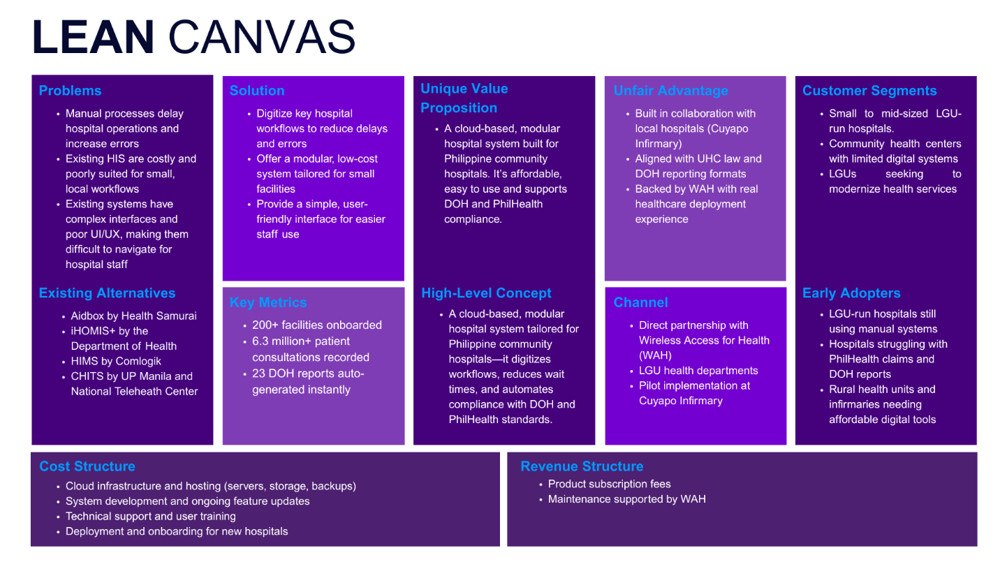 LEAN CANVAS
Problems
• Manual processes delay
hospital operations and
increase errors
• Existing HIS are costly and
poorly suited for small,
local workflows
• Existing systems have
complex interfaces and
poor UI/UX, making them
difficult to navigate for
hospital staff
Existing Alternatives
• Aidbox by Health Samurai
• iHOMIS+ by the
Department of Health
• HIMS by Comlogik
• CHITS by UP Manila and
National Teleheath Center
Solution
• Digitize key hospital
workflows to reduce delays
and errors
• Offer a modular, low-cost
system tailored for small
facilities
• Provide a simple, user-
friendly interface for easier
staff use
Key Metrics
• 200+ facilities onboarded
• 6.3 million+ patient
consultations recorded
• 23 DOH reports auto-
generated instantly
Unique Value
Proposition
• A cloud-based, modular
hospital system built for
Philippine community
hospitals. It’s affordable,
easy to use and supports
DOH and PhilHealth
compliance.
High-Level Concept
• A cloud-based, modular
hospital system tailored for
Philippine community
hospitals—it digitizes
workflows, reduces wait
times, and automates
compliance with DOH and
PhilHealth standards.
Unfair Advantage
• Built in collaboration with
local hospitals (Cuyapo
Infirmary)
• Aligned with UHC law and
DOH reporting formats
• Backed by WAH with real
healthcare deployment
experience
Channel
• Direct partnership with
Wireless Access for Health
(WAH)
• LGU health departments
• Pilot implementation at
Cuyapo Infirmary
Customer Segments
• Small to mid-sized LGU-
run hospitals.
• Community health centers
with limited digital systems
• LGUs seeking to
modernize health services
Early Adopters
• LGU-run hospitals still
using manual systems
• Hospitals struggling with
PhilHealth claims and
DOH reports
• Rural health units and
infirmaries needing
affordable digital tools
Cost Structure
• Cloud infrastructure and hosting (servers, storage, backups)
• System development and ongoing feature updates
• Technical support and user training
• Deployment and onboarding for new hospitals
Revenue Structure
• Product subscription fees
• Maintenance supported by WAH